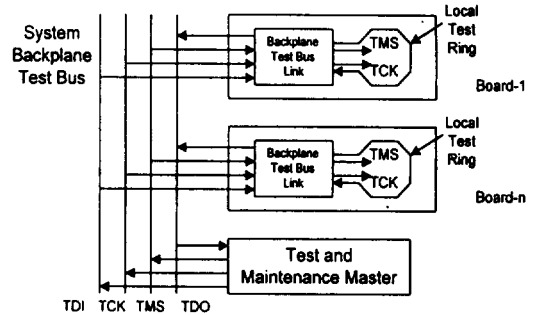 System
Backplane
Test Bus
Backplane
Test Bus
Link
TMS
TCK
Local
Test
Ring
Board-1
Backplane
Test Bus
Link
TMS
TCK
Local
Test
Ring
Board-n
Test and
Maintenance Master
TDI TCK TMS TDO